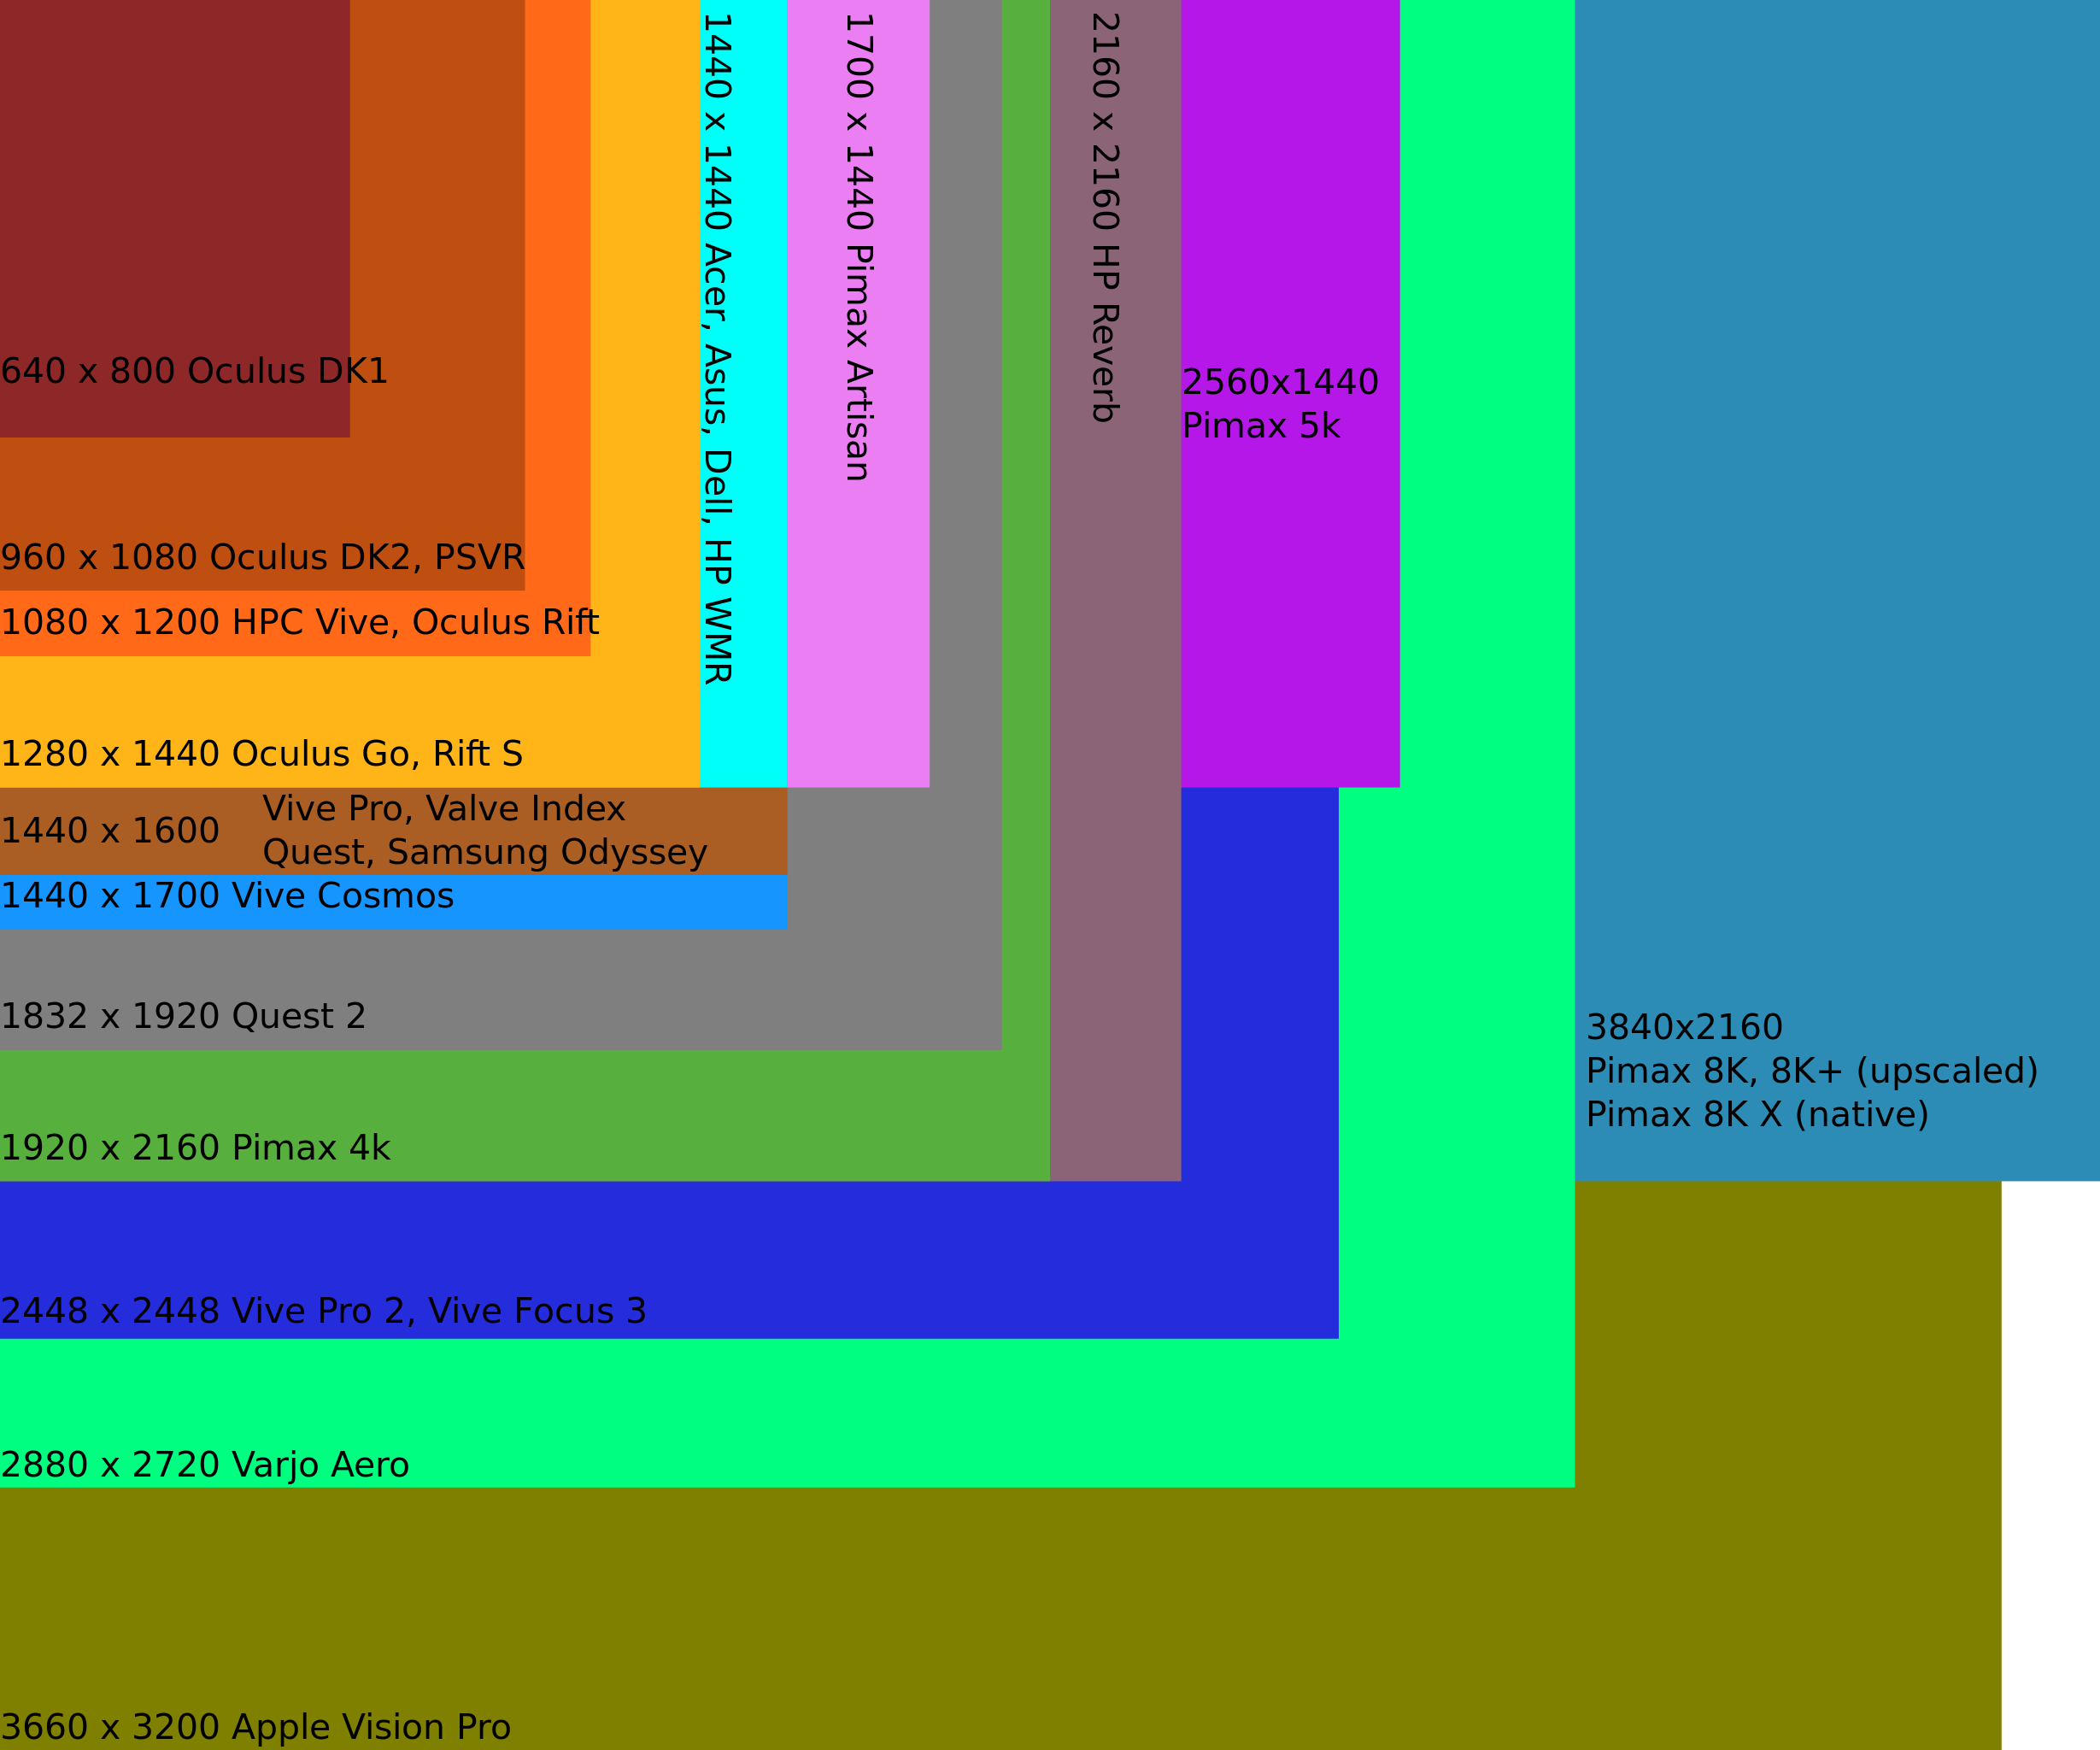 1440 x 1440 Acer, Asus, Dell, HP WMR
1700 x 1440 Pimax Artisan
2160 x 2160 HP Reverb
640 x 800 Oculus DK1
2560x1440
Pimax 5k
960 x 1080 Oculus DK2, PSVR
1080 x 1200 HPC Vive, Oculus Rift
1280 x 1440 Oculus Go, Rift S
1440 x 1600
Vive Pro, Valve Index
Quest, Samsung Odyssey
1440 x 1700 Vive Cosmos
1832 x 1920 Quest 2
3840x2160
Pimax 8K, 8K+ (upscaled)
Pimax 8K X (native)
1920 x 2160 Pimax 4k
2448 x 2448 Vive Pro 2, Vive Focus 3
2880 x 2720 Varjo Aero
3660 x 3200 Apple Vision Pro